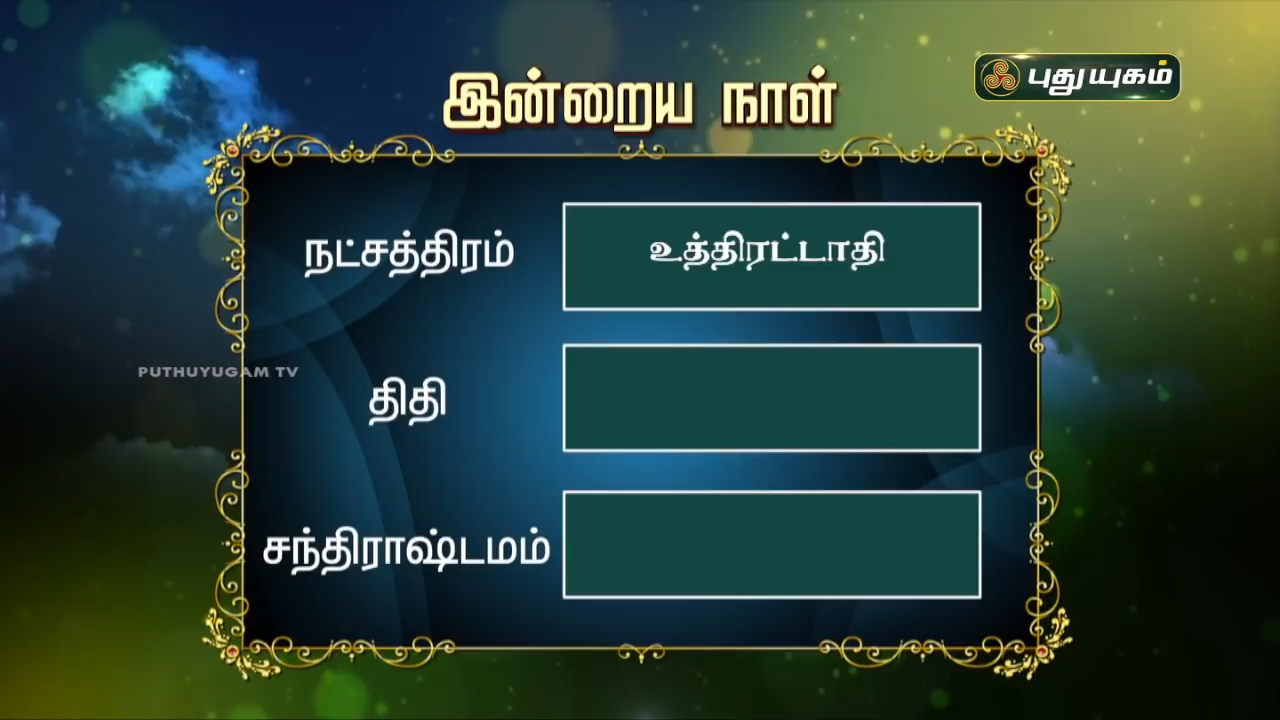 புதுயுகம்
இன்றைய நாள்
நட்சத்திரம் உத்திரட்டாதி
PUTHUYUGAM TV
திதி
சந்திராஷ்டமம்